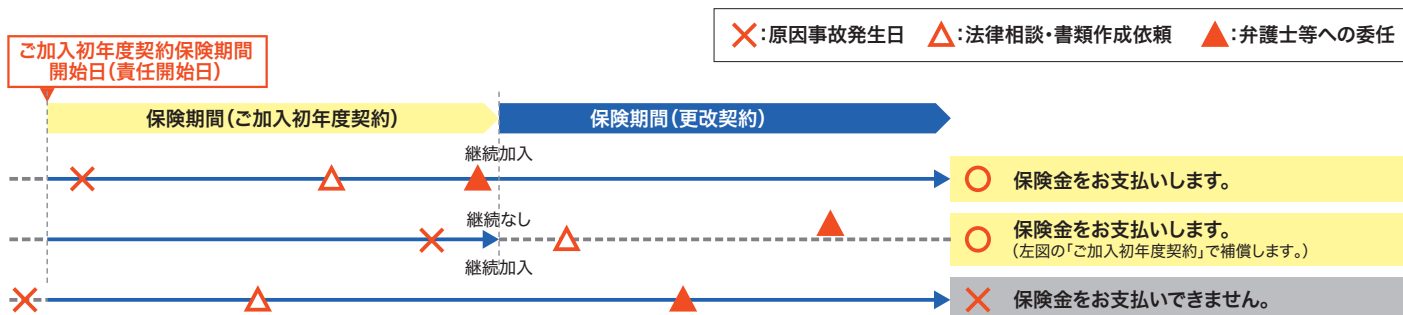 ×:原因事故発生日 △:法律相談・書類作成依頼 ▲:弁護士等への委任
ご加入初年度契約保険期間
開始日(責任開始日)
保険期間(ご加入初年度契約) 保険期間(更改契約)
継続加入
保険金をお支払いします。
継続なし
保険金をお支払いします。
(左図の「ご加入初年度契約」で補償します。)
継続加入
保険金をお支払いできません。